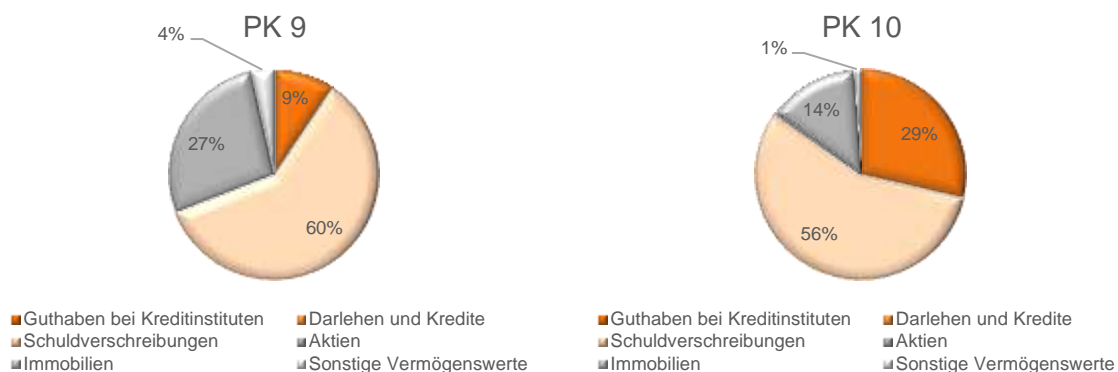 PK 9
4%
9%
27%
60%
Guthaben bei Kreditinstituten
Darlehen und Kredite
Schuldverschreibungen
Aktien
Immobilien
Sonstige Vermögenswerte
PK 10
1%
14%
29%
56%
Guthaben bei Kreditinstituten
Darlehen und Kredite
Schuldverschreibungen
Aktien
Immobilien
Sonstige Vermögenswerte